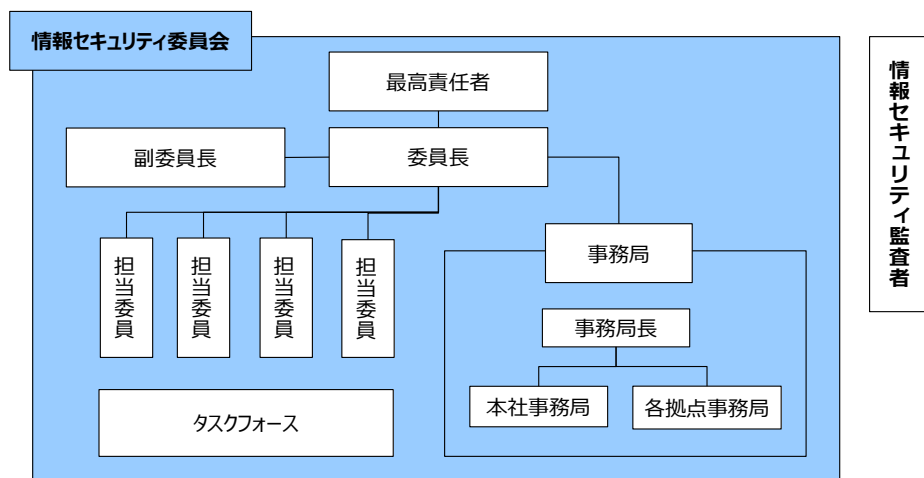 情報セキュリティ委員会
最高責任者
副委員長
委員長
担当委員
担当委員
担当委員
担当委員
事務局
事務局長
本社事務局
各拠点事務局
タスクフォース
情報セキュリティ監査者